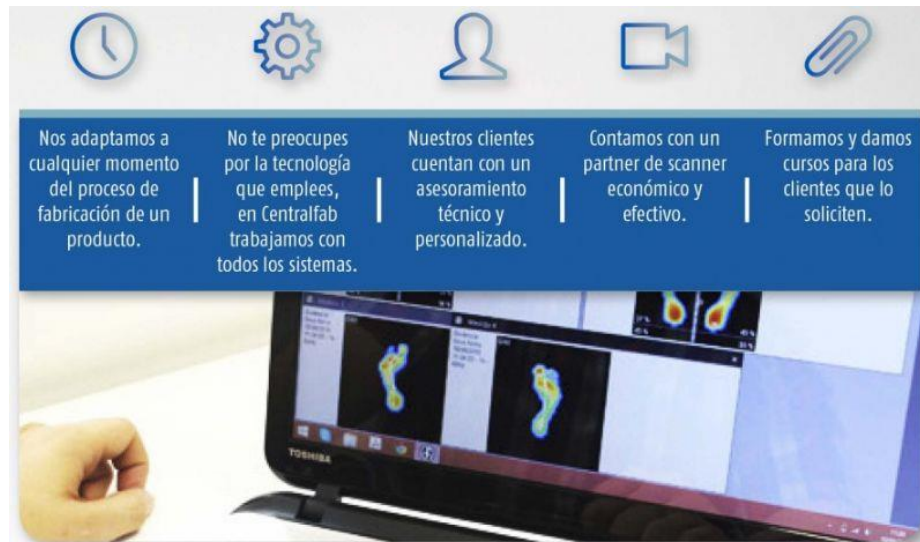 Nos adaptamos a
cualquier momento
del proceso de
fabricación de un
producto.
No te preocupes
por la tecnología
que emplees,
en Centralfab
trabajamos con
todos los sistemas.
Nuestros clientes
cuentan con un
asesoramiento
técnico y
personalizado.
Contamos con un
partner de scanner
económico y
efectivo.
Formamos y damos
cursos para los
clientes que lo
soliciten.
TOSHIBA